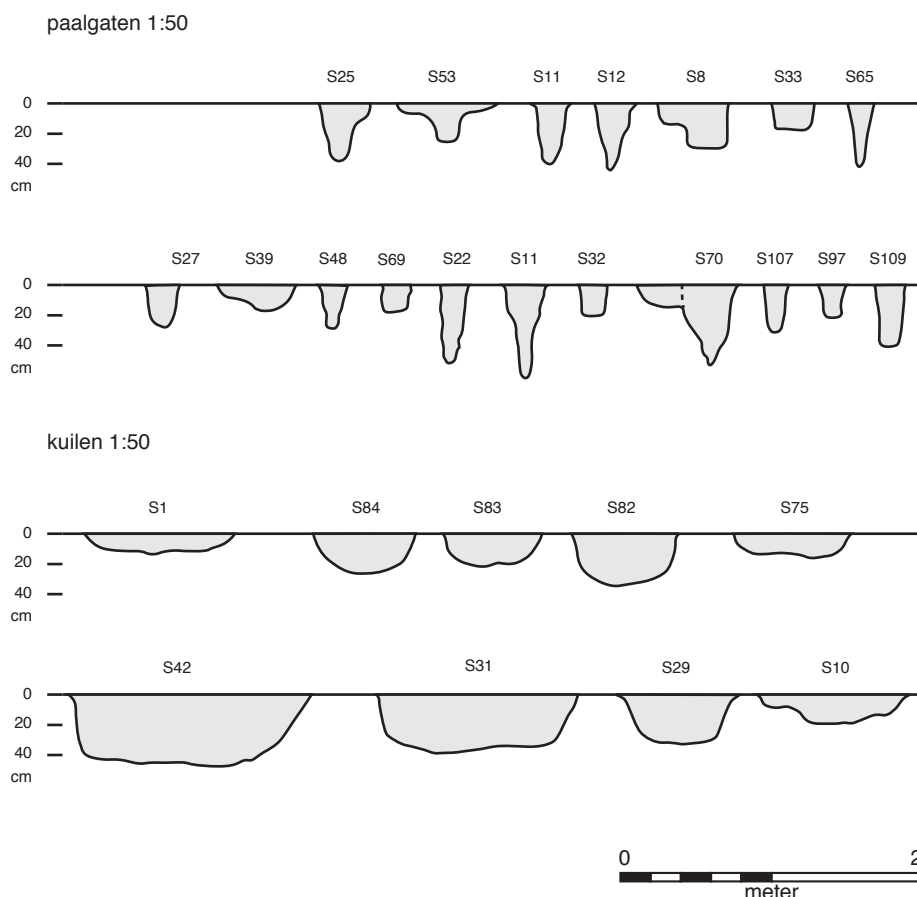 paalgaten 1:50
S25 S53 S11 S12 S8 S33 S65
0
20
40
cm
S27 S39 S48 S69 S22 S11 S32 S70 S107 S97 S109
0
20
40
cm
kuilen 1:50
S1 S84 S83 S82 S75
0
20
40
cm
S42 S31 S29 S10
0
20
40
cm
0 2
meter